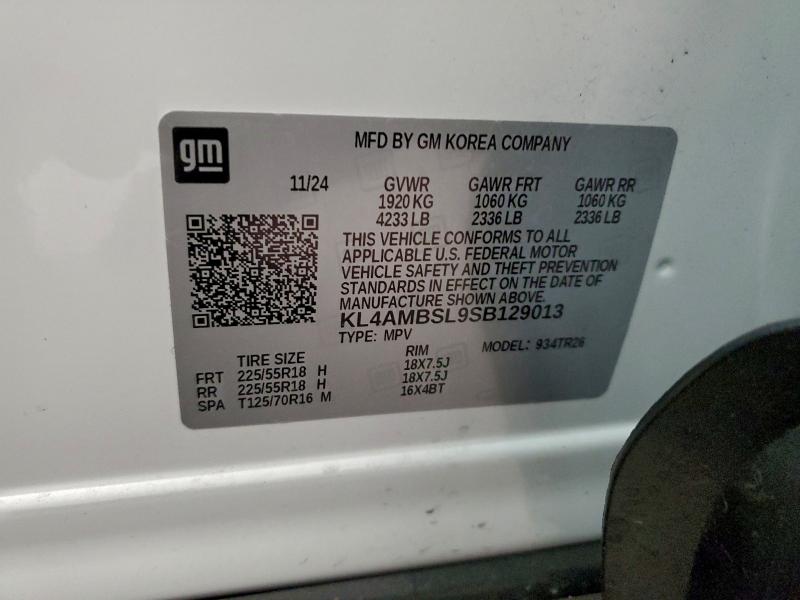 gm
MFD BY GM KOREA COMPANY
11/24 GVWR GAWR FRT GAWR RR
1920 KG 1060 KG 1060 KG
4233 LB 2336 LB 2336 LB
THIS VEHICLE CONFORMS TO ALL
APPLICABLE U.S. FEDERAL MOTOR
VEHICLE SAFETY AND THEFT PREVENTION
STANDARDS IN EFFECT ON THE DATE OF
MANUFACTURE SHOWN ABOVE.
KL4AMBSL9SB129013
TYPE: MPV MODEL: 934TR26
TIRE SIZE RIM
FRT 225/55R18 H 18X7.5J
RR 225/55R18 H 18X7.5J
SPA T125/70R16 M 16X4BT